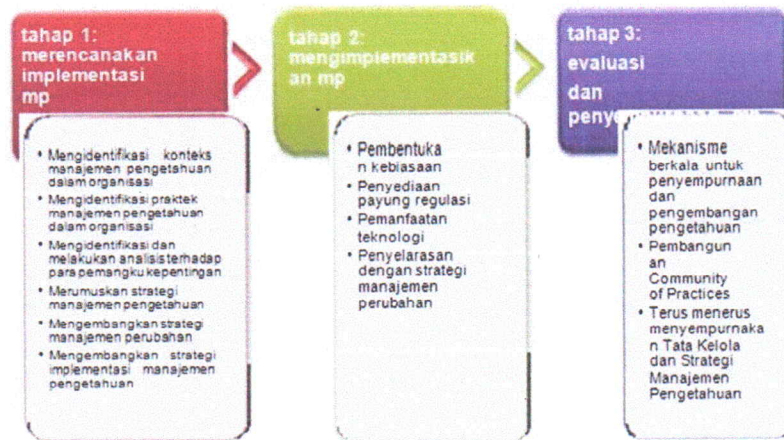 tahap 1:
merencanakan
implementasi
mp
• Mengidentifikasi konteks
manajemen pengetahuan
dalam organisasi
• Mengidentifikasi praktek
manajemen pengetahuan
dalam organisasi
• Mengidentifikasi dan
melakukan analisis terhadap
para pemangku kepentingan
• Merumuskan strategi
manajemen pengetahuan
• Mengembangkan strategi
manajemen perubahan
• Mengembangkan strategi
implementasi manajemen
pengetahuan
tahap 2:
mengimplementasik
an mp
• Pembentuka
n kebiasaan
• Penyediaan
payung regulasi
• Pemanfaatan
teknologi
• Penyelarasan
dengan strategi
manajemen
perubahan
tahap 3:
evaluasi
dan
• Mekanisme
berkala untuk
penyempurnaan
dan
pengembangan
pengetahuan
• Pembangun
an
Community
of Practices
• Terus menerus
menyempurnaka
n Tata Kelola
dan Strategi
Manajemen
Pengetahuan